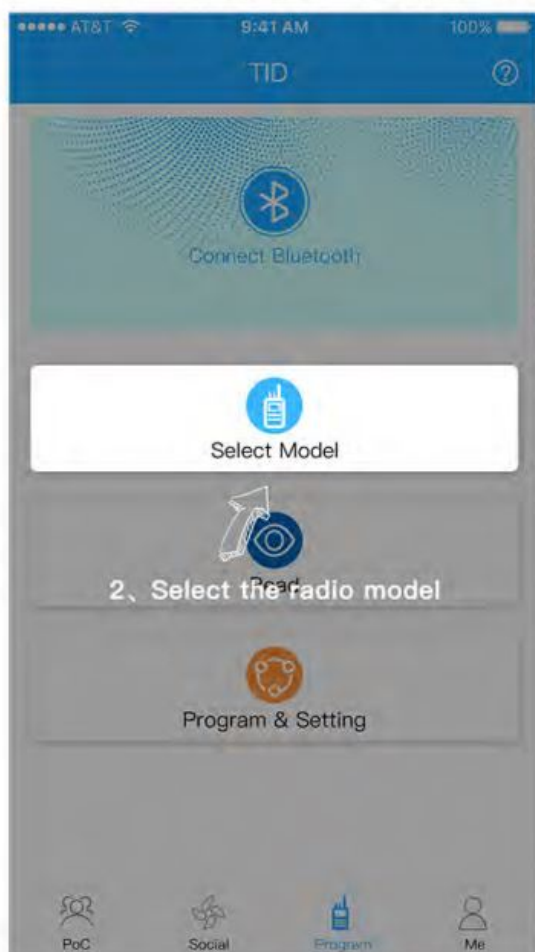 AT&T 9:41 AM 100%
TID
Connect Bluetooth
Select Model
Read
2、Select the radio model
Program & Setting
PoC Social Program Me